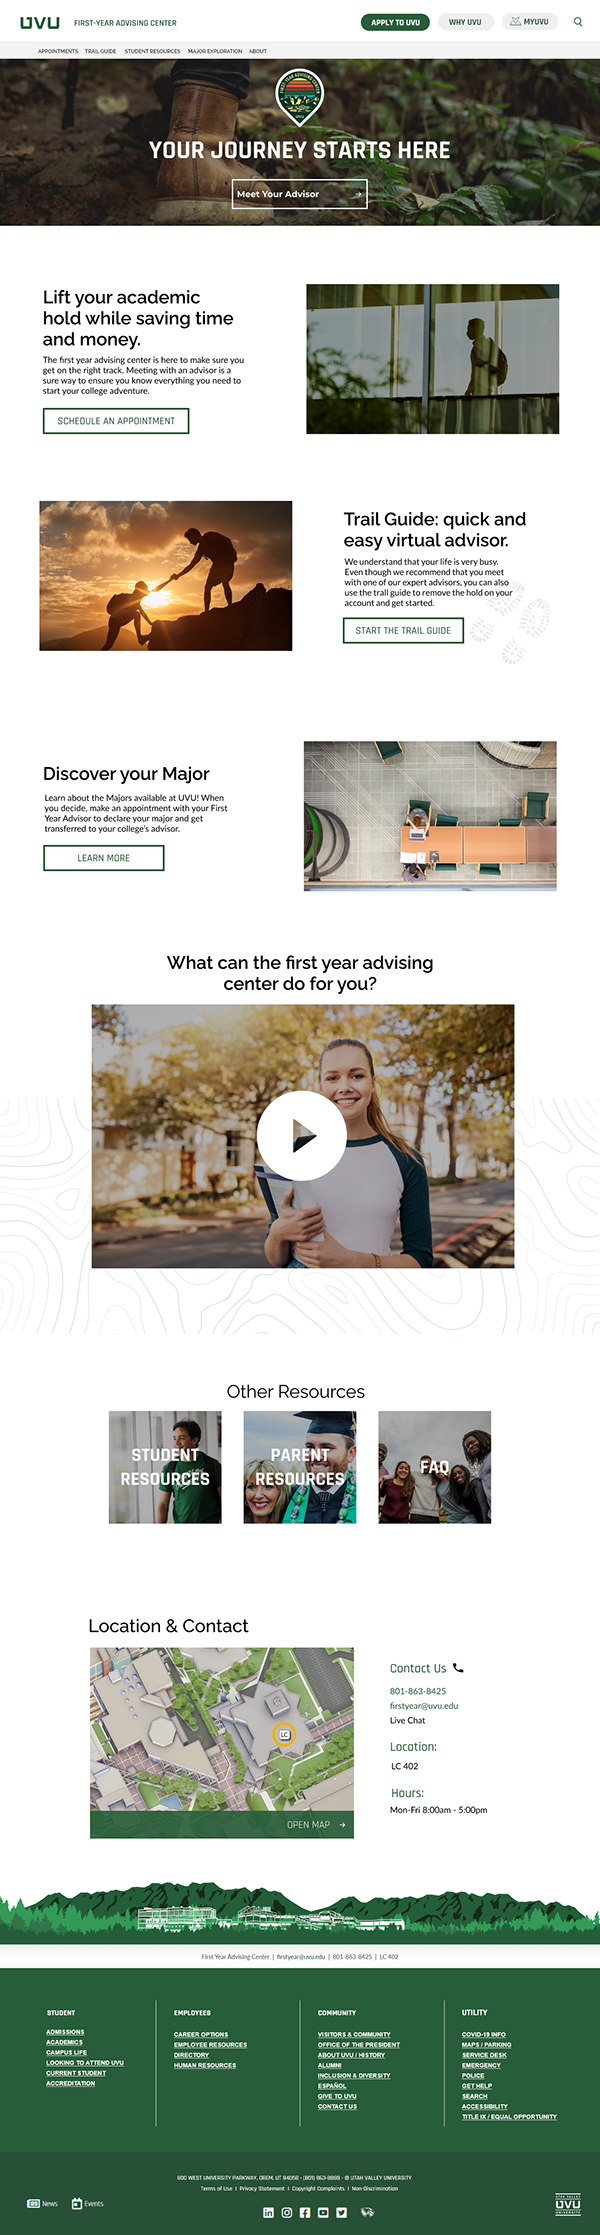 UVU FIRST-YEAR ADVISING CENTER
APPLY TO UVU WHY UVU MYUVU
APPOINTMENTS TRAIL GUIDE STUDENT RESOURCES MAJOR EXPLORATION ABOUT
FIRST-YEAR ADVISING CENTER
UVU
YOUR JOURNEY STARTS HERE
Meet Your Advisor →
Lift your academic
hold while saving time
and money.
The first year advising center is here to make sure you
get on the right track. Meeting with an advisor is a
sure way to ensure you know everything you need to
start your college adventure.
SCHEDULE AN APPOINTMENT
Trail Guide: quick and
easy virtual advisor.
We understand that your life is very busy.
Even though we recommend that you meet
with one of our expert advisors, you can also
use the trall guide to remove the hold on your
account and get started.
START THE TRAIL GUIDE
Discover your Major
Learn about the Majors available at UVU! When
you decide, make an appointment with your First
Year Advisor to declare your major and get
transferred to your college's advisor.
LEARN MORE
What can the first year advising
center do for you?
Other Resources
STUDENT
RESOURCES
PARENT
RESOURCES
FAQ
Location & Contact
LC
OPEN MAP →
Contact Us
801-863-8425
firstyear@uvu.edu
Live Chat
Location:
LC 402
Hours:
Mon-Fri 8:00am - 5:00pm
First Year Advising Center | firstyear@uvu.edu | 801-863-8425 | LC 402
STUDENT
ADMISSIONS
ACADEMICS
CAMPUS LIFE
LOOKING TO ATTEND UVU
CURRENT STUDENT
ACCREDITATION
EMPLOYEES
CAREER OPTIONS
EMPLOYEE RESOURCES
DIRECTORY
HUMAN RESOURCES
COMMUNITY
VISITORS & COMMUNITY
OFFICE OF THE PRESIDENT
ABOUT UVU / HISTORY
ALUMNI
INCLUSION & DIVERSITY
ESPAÑOL
GIVE TO UVU
CONTACT US
UTILITY
COVID-19 INFO
MAPS / PARKING
SERVICE DESK
EMERGENCY
POLICE
GET HELP
SEARCH
ACCESSIBILITY
TITLE IX / EQUAL OPPORTUNITY
800 WEST UNIVERSITY PARKWAY, OREM, UT 84058 · (801) 863-8888 · © UTAH VALLEY UNIVERSITY
Terms of Use | Privacy Statement | Copyright Complaints | Non-Discrimination
News Events
UTAH VALLEY
UVU
UNIVERSITY